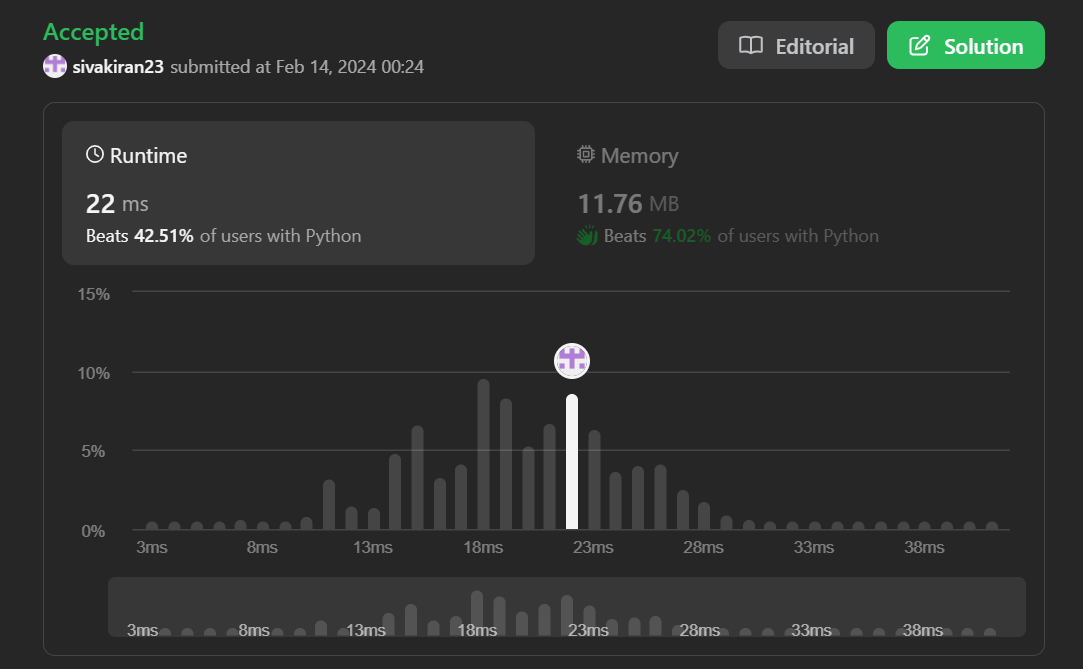 Accepted
Editorial
Solution
sivakiran23 submitted at Feb 14, 2024 00:24
Runtime
22 ms
Beats 42.51% of users with Python
Memory
11.76 MB
Beats 74.02% of users with Python
15%
10%
5%
0%
3ms 8ms 13ms 18ms 23ms 28ms 33ms 38ms
3ms 8ms 13ms 18ms 23ms 28ms 33ms 38ms